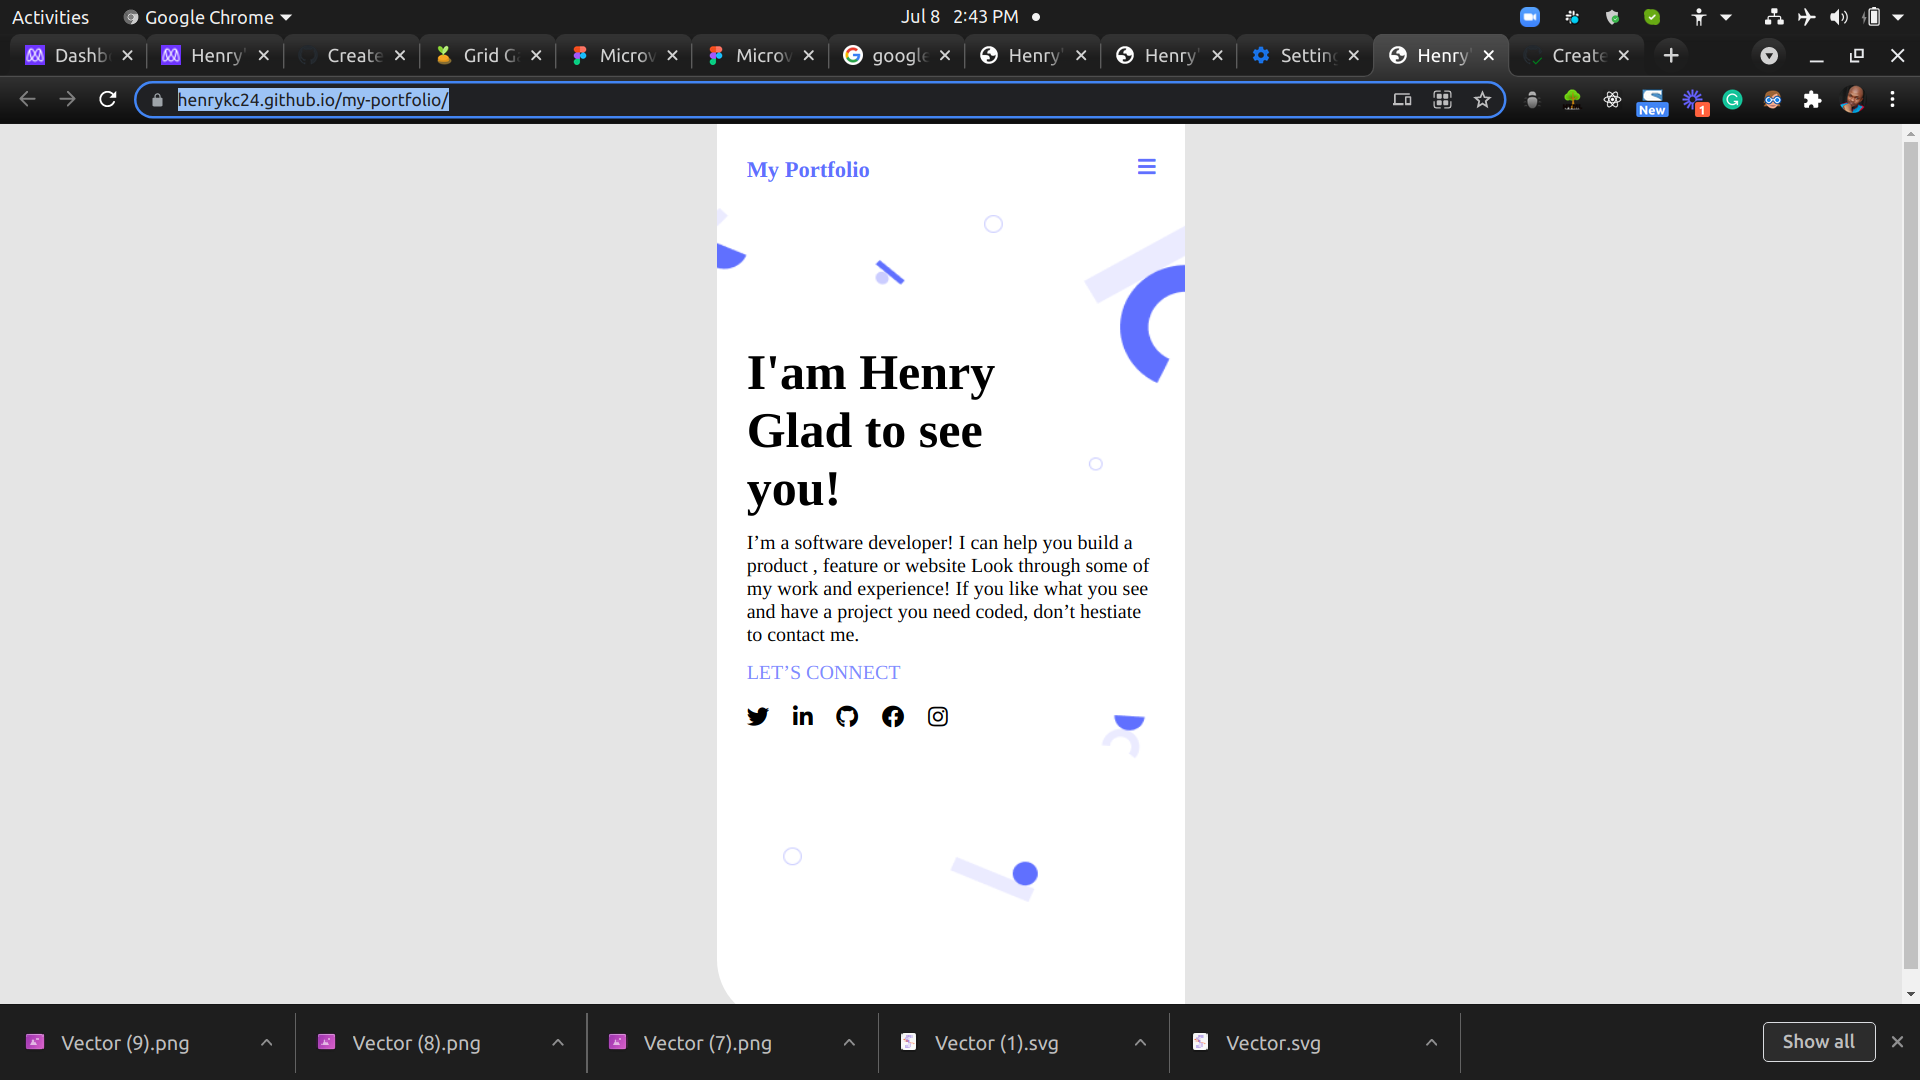 Activities
Google Chrome
Jul 8 2:43 PM
Dashb
Henry'
Create
Grid Ga
Microv
Microv
google
Henry'
Henry'
Setting
Henry'
Create
henrykc24.github.io/my-portfolio/
New
1
My Portfolio
I'am Henry
Glad to see
you!
I’m a software developer! I can help you build a
product , feature or website Look through some of
my work and experience! If you like what you see
and have a project you need coded, don’t hestiate
to contact me.
LET’S CONNECT
Vector (9).png
Vector (8).png
Vector (7).png
Vector (1).svg
Vector.svg
Show all